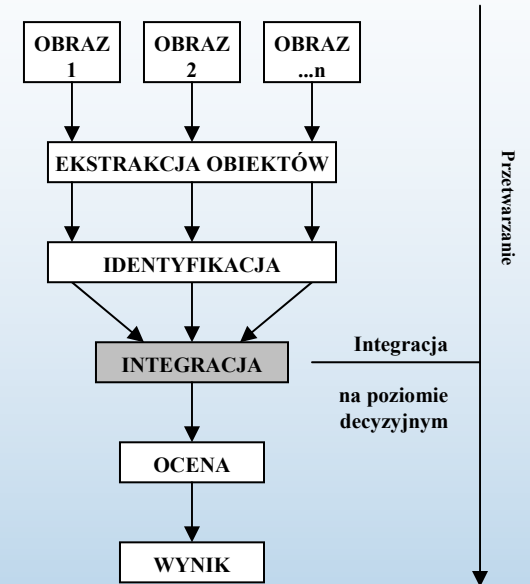 OBRAZ
1
OBRAZ
2
OBRAZ
...n
EKSTRAKCJA OBIEKTÓW
IDENTYFIKACJA
INTEGRACJA
Integracja
na poziomie
decyzyjnym
OCENA
WYNIK
Przetwarzanie